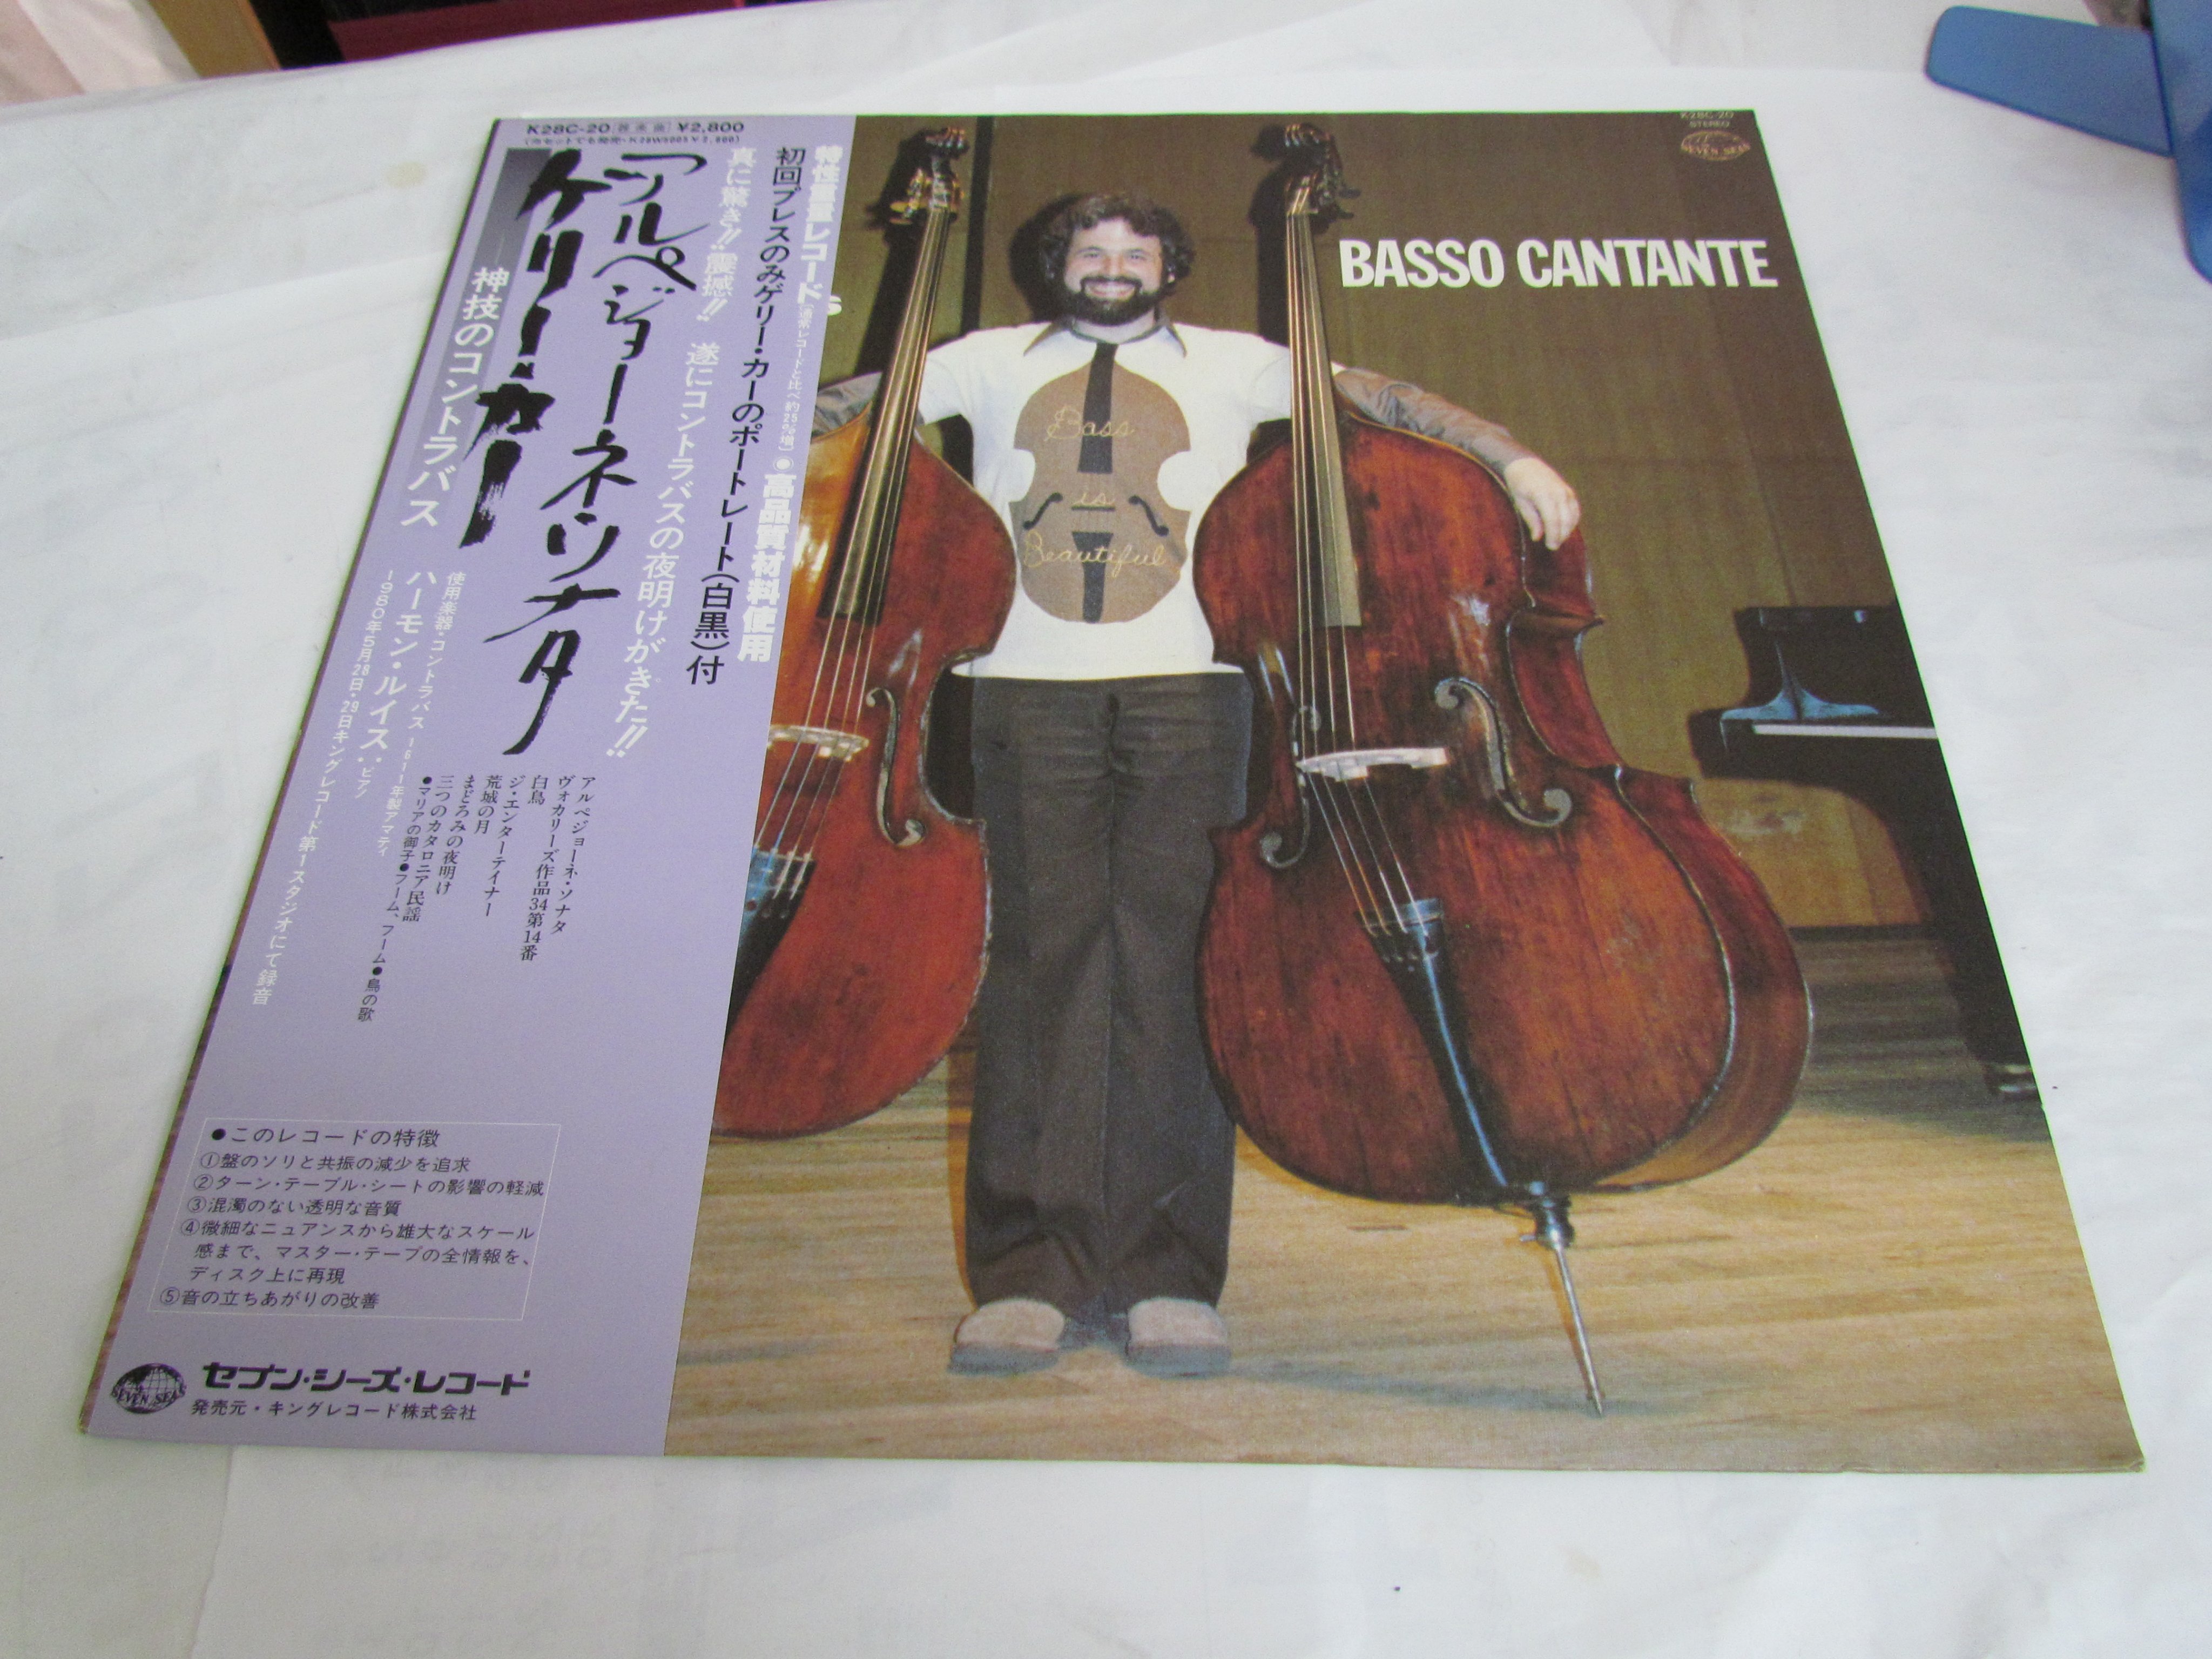 K28C-20 ¥2,800
特性重量レコード
●高品質材料使用
初回プレスのみゲリー・カーのポートレート(白黒)付
真に驚き!!震撼!! 遂にコントラバスの夜明けがきた!!
アルペジョーネソナタ
ゲリー・カー
神技のコントラバス
使用楽器・コントラバス 1611年製アマティ
ハーモン・ルイス・ピアノ
1980年5月28日・29日キングレコード第1スタジオにて録音
アルペジョーネ・ソナタ
ヴォカリーズ作品34第14番
白鳥
ジ・エンターテイナー
荒城の月
まどろみの夜明け
三つのカタロニア民謡
●マリアの御子●フーム、フーム●鳥の歌
●このレコードの特徴
①盤のソリと共振の減少を追求
②ターン・テーブル・シートの影響の軽減
③混濁のない透明な音質
④微細なニュアンスから雄大なスケール
感まで、マスター・テープの全情報を、
ディスク上に再現
⑤音の立ちあがりの改善
SEVEN SEAS
セブン・シーズ・レコード
発売元・キングレコード株式会社
K28C-20
STEREO
SEVEN SEAS
BASSO CANTANTE
Bass
is
Beautiful